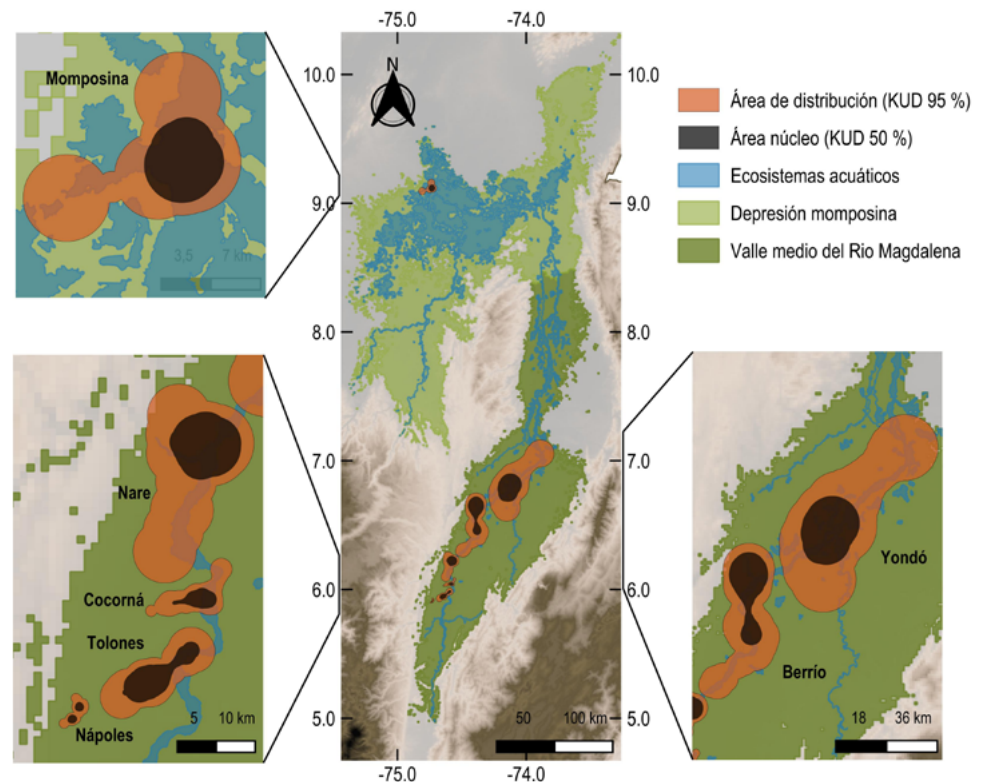 -75.0 -74.0
Momposina
3,5 7 km
N
10.0 10.0
9.0 9.0
8.0 8.0
7.0 7.0
6.0 6.0
5.0 5.0
50 100 km
-75.0 -74.0
Área de distribución (KUD 95 %)
Área núcleo (KUD 50 %)
Ecosistemas acuáticos
Depresión momposina
Valle medio del Rio Magdalena
Nare
Cocorná
Tolones
Nápoles
5 10 km
Yondó
Berrío
18 36 km